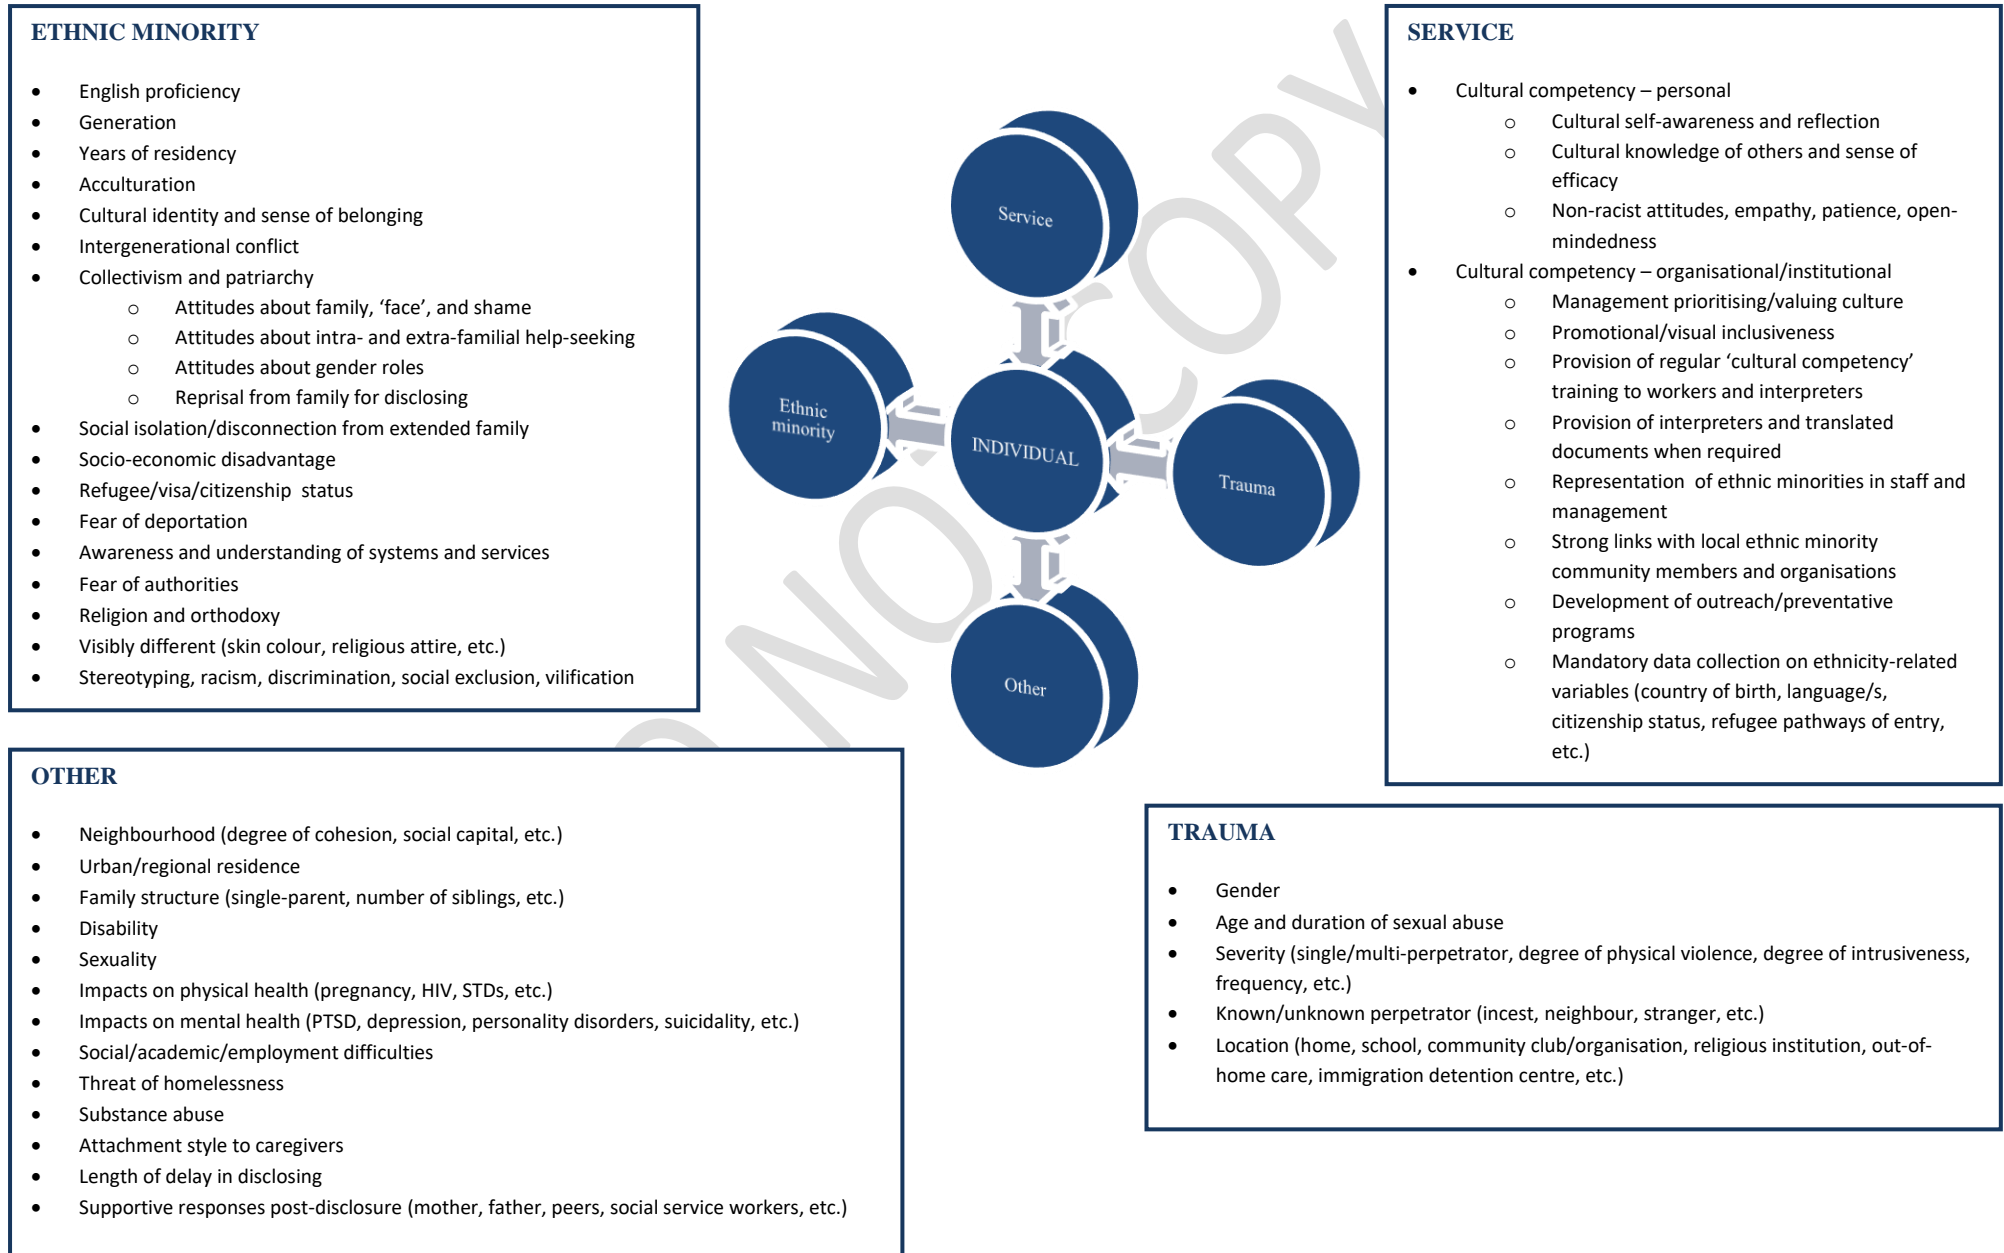 ETHNIC MINORITY
• English proficiency
• Generation
• Years of residency
• Acculturation
• Cultural identity and sense of belonging
• Intergenerational conflict
• Collectivism and patriarchy
o Attitudes about family, ‘face’, and shame
o Attitudes about intra- and extra-familial help-seeking
o Attitudes about gender roles
o Reprisal from family for disclosing
• Social isolation/disconnection from extended family
• Socio-economic disadvantage
• Refugee/visa/citizenship status
• Fear of deportation
• Awareness and understanding of systems and services
• Fear of authorities
• Religion and orthodoxy
• Visibly different (skin colour, religious attire, etc.)
• Stereotyping, racism, discrimination, social exclusion, vilification
Service
Ethnic
minority
INDIVIDUAL
Trauma
Other
SERVICE
• Cultural competency – personal
o Cultural self-awareness and reflection
o Cultural knowledge of others and sense of
efficacy
o Non-racist attitudes, empathy, patience, open-
mindedness
• Cultural competency – organisational/institutional
o Management prioritising/valuing culture
o Promotional/visual inclusiveness
o Provision of regular ‘cultural competency’
training to workers and interpreters
o Provision of interpreters and translated
documents when required
o Representation of ethnic minorities in staff and
management
o Strong links with local ethnic minority
community members and organisations
o Development of outreach/preventative
programs
o Mandatory data collection on ethnicity-related
variables (country of birth, language/s,
citizenship status, refugee pathways of entry,
etc.)
OTHER
• Neighbourhood (degree of cohesion, social capital, etc.)
• Urban/regional residence
• Family structure (single-parent, number of siblings, etc.)
• Disability
• Sexuality
• Impacts on physical health (pregnancy, HIV, STDs, etc.)
• Impacts on mental health (PTSD, depression, personality disorders, suicidality, etc.)
• Social/academic/employment difficulties
• Threat of homelessness
• Substance abuse
• Attachment style to caregivers
• Length of delay in disclosing
• Supportive responses post-disclosure (mother, father, peers, social service workers, etc.)
TRAUMA
• Gender
• Age and duration of sexual abuse
• Severity (single/multi-perpetrator, degree of physical violence, degree of intrusiveness,
frequency, etc.)
• Known/unknown perpetrator (incest, neighbour, stranger, etc.)
• Location (home, school, community club/organisation, religious institution, out-of-
home care, immigration detention centre, etc.)